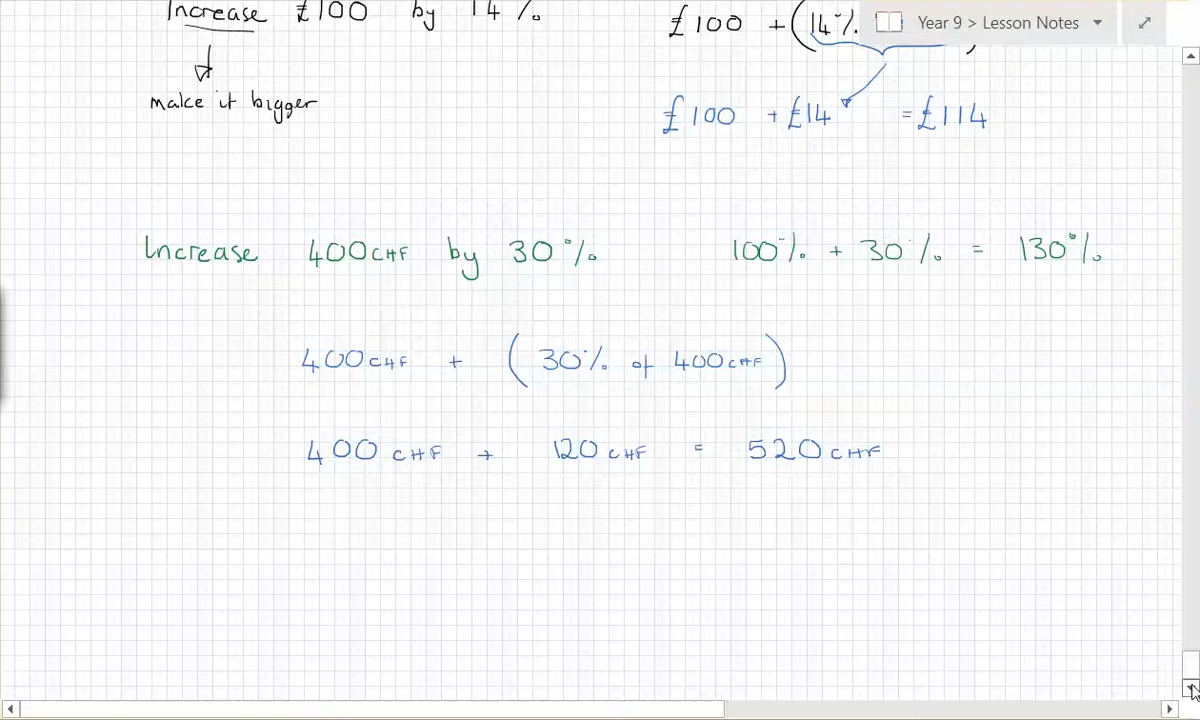 Increase £100 by 14%
£100 + (14%
Year 9 > Lesson Notes
make it bigger
£100 + £14 = £114
Increase 400CHF by 30% 100% + 30% = 130%
400CHF + (30% of 400CHF)
400 CHF + 120 CHF = 520 CHF